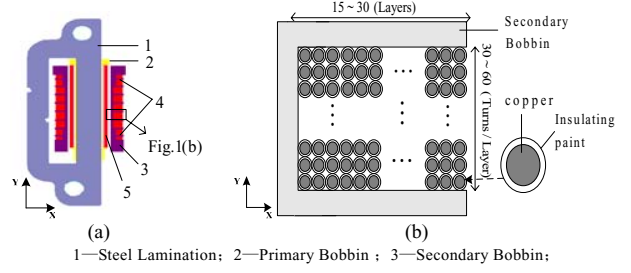 15～30 (Layers)
Secondary
Bobbin
1
2
4
Fig.1(b)
3
5
Y
X
(a)
30～60 (Turns/Layer)
copper
Insulating
paint
Y
X
(b)
1—Steel Lamination; 2—Primary Bobbin ; 3—Secondary Bobbin;